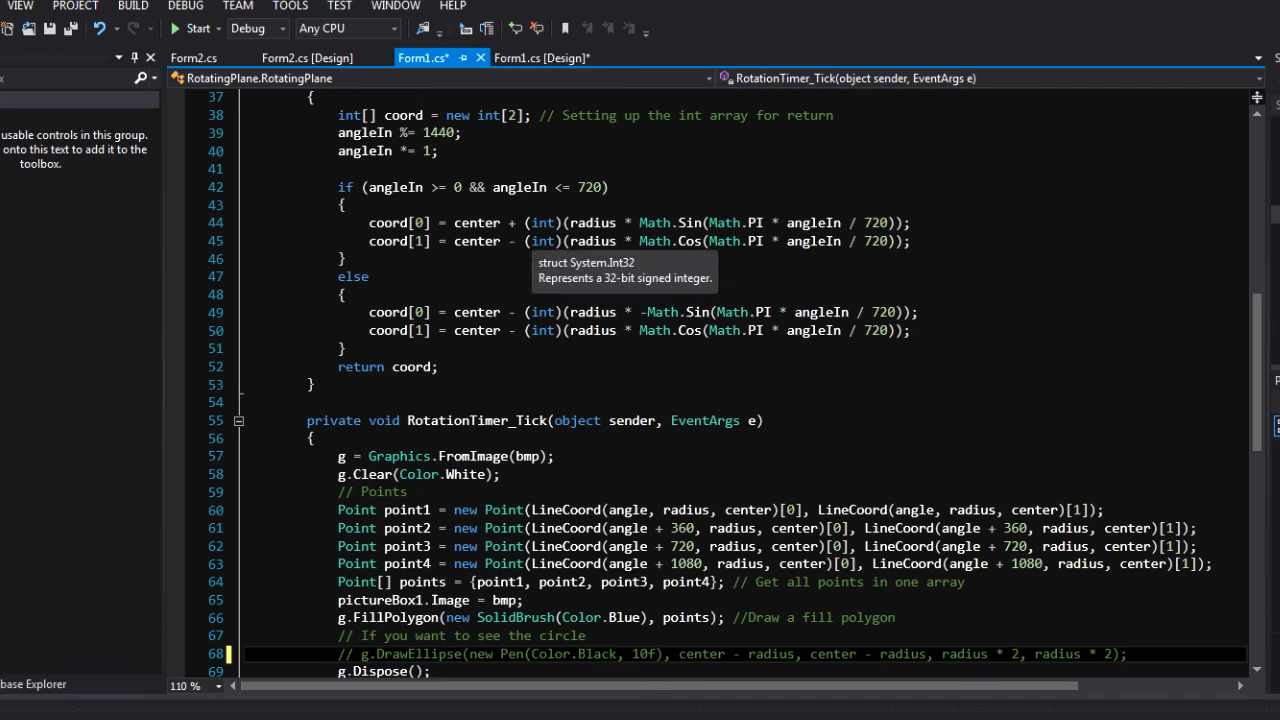 VIEW PROJECT BUILD DEBUG TEAM TOOLS TEST WINDOW HELP
Start Debug Any CPU
Form2.cs Form2.cs [Design] Form1.cs* Form1.cs [Design]*
RotatingPlane.RotatingPlane RotationTimer_Tick(object sender, EventArgs e)
usable controls in this group.
onto this text to add it to the
toolbox.
37 {
38 int[] coord = new int[2]; // Setting up the int array for return
39 angleIn %= 1440;
40 angleIn *= 1;
41
42 if (angleIn >= 0 && angleIn <= 720)
43 {
44 coord[0] = center + (int)(radius * Math.Sin(Math.PI * angleIn / 720));
45 coord[1] = center - (int)(radius * Math.Cos(Math.PI * angleIn / 720));
46 }
struct System.Int32
Represents a 32-bit signed integer.
47 else
48 {
49 coord[0] = center - (int)(radius * -Math.Sin(Math.PI * angleIn / 720));
50 coord[1] = center - (int)(radius * Math.Cos(Math.PI * angleIn / 720));
51 }
52 return coord;
53 }
54
55 private void RotationTimer_Tick(object sender, EventArgs e)
56 {
57 g = Graphics.FromImage(bmp);
58 g.Clear(Color.White);
59 // Points
60 Point point1 = new Point(LineCoord(angle, radius, center)[0], LineCoord(angle, radius, center)[1]);
61 Point point2 = new Point(LineCoord(angle + 360, radius, center)[0], LineCoord(angle + 360, radius, center)[1]);
62 Point point3 = new Point(LineCoord(angle + 720, radius, center)[0], LineCoord(angle + 720, radius, center)[1]);
63 Point point4 = new Point(LineCoord(angle + 1080, radius, center)[0], LineCoord(angle + 1080, radius, center)[1]);
64 Point[] points = {point1, point2, point3, point4}; // Get all points in one array
65 pictureBox1.Image = bmp;
66 g.FillPolygon(new SolidBrush(Color.Blue), points); //Draw a fill polygon
67 // If you want to see the circle
68 // g.DrawEllipse(new Pen(Color.Black, 10f), center - radius, center - radius, radius * 2, radius * 2);
69 g.Dispose();
base Explorer
110 %